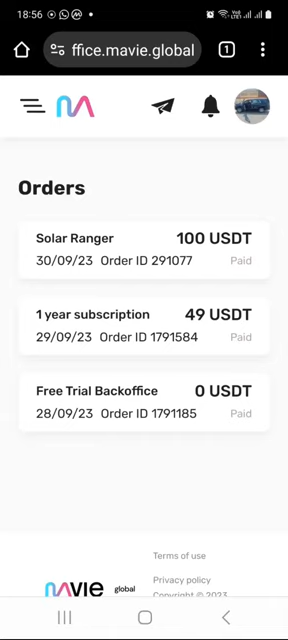 18:56
Vo)
LTE1
ffice.mavie.global
1
Orders
Solar Ranger 100 USDT
30/09/23 Order ID 291077 Paid
1 year subscription 49 USDT
29/09/23 Order ID 1791584 Paid
Free Trial Backoffice 0 USDT
28/09/23 Order ID 1791185 Paid
Terms of use
Privacy policy
mavie global
Copyright © 2023